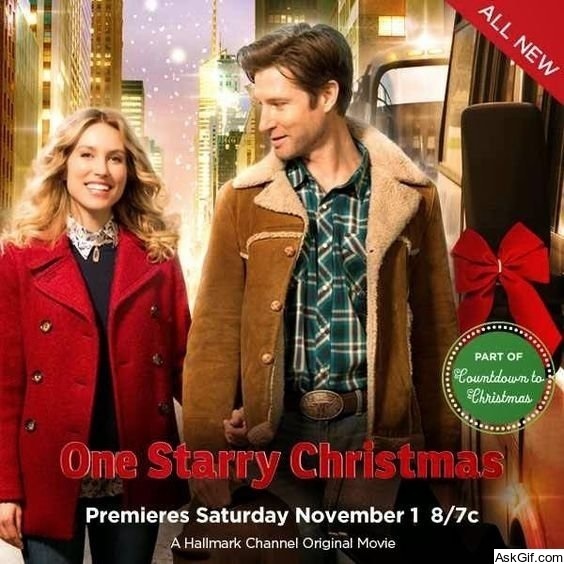 ALL NEW
PART OF
Countdown to
Christmas
One Starry Christmas
Premieres Saturday November 1 8/7c
A Hallmark Channel Original Movie
AskGif.com